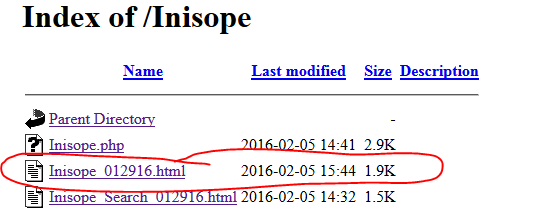 Index of /Inisope
Name Last modified Size Description
Parent Directory -
Inisope.php 2016-02-05 14:41 2.9K
Inisope_012916.html 2016-02-05 15:44 1.9K
Inisope_Search_012916.html 2016-02-05 14:32 1.5K